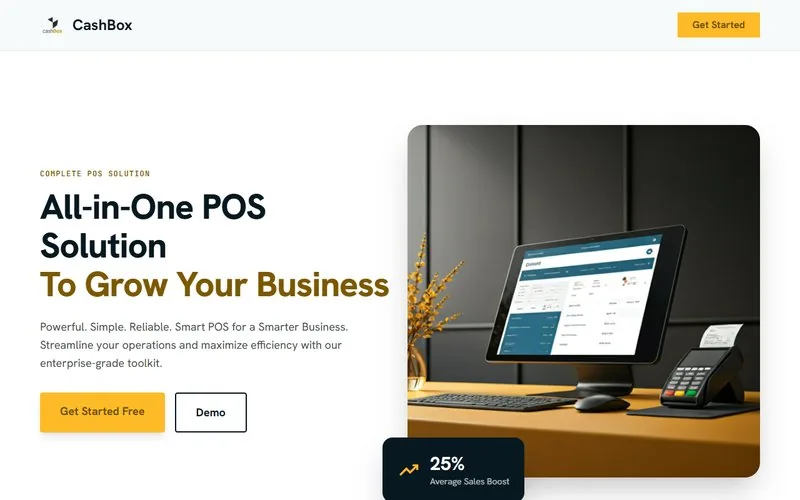 cashbox
CashBox
Get Started
COMPLETE POS SOLUTION
All-in-One POS
Solution
To Grow Your Business
Powerful. Simple. Reliable. Smart POS for a Smarter Business.
Streamline your operations and maximize efficiency with our
enterprise-grade toolkit.
Get Started Free
Demo
25%
Average Sales Boost